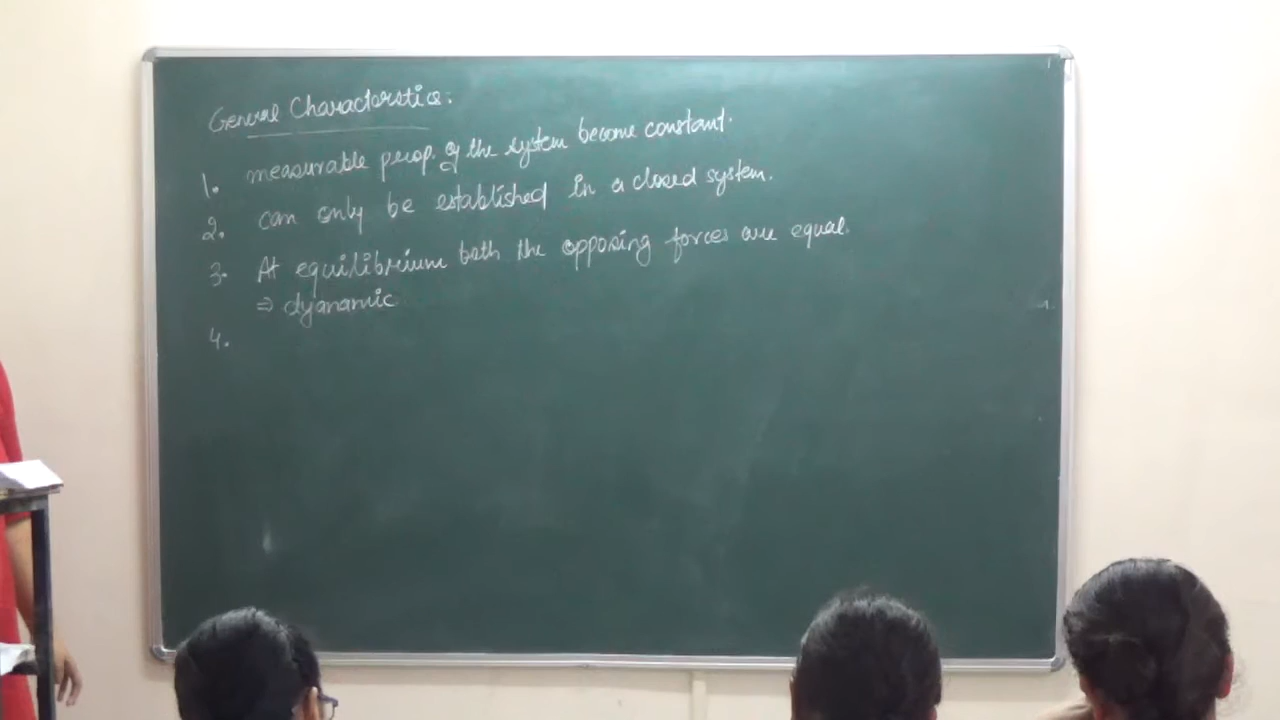 General Characterstics:
1. measurable prop. of the system become constant.
2. can only be established in a closed system.
3. At equilibrium both the opposing forces are equal.
⇒ dyanamic
4.